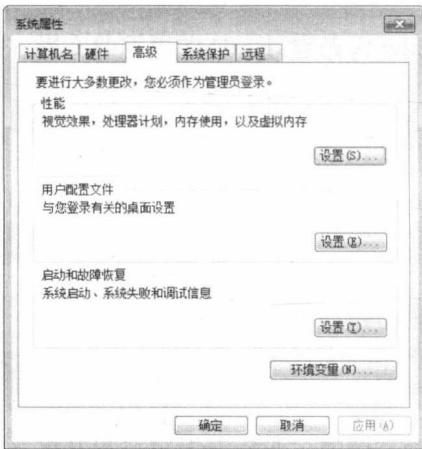 系统属性
计算机名 硬件 高级 系统保护 远程
要进行大多数更改，您必须作为管理员登录。
性能
视觉效果，处理器计划，内存使用，以及虚拟内存
设置(S)...
用户配置文件
与您登录有关的桌面设置
设置(E)...
启动和故障恢复
系统启动、系统失败和调试信息
设置(T)...
环境变量(N)...
确定 取消 应用(A)